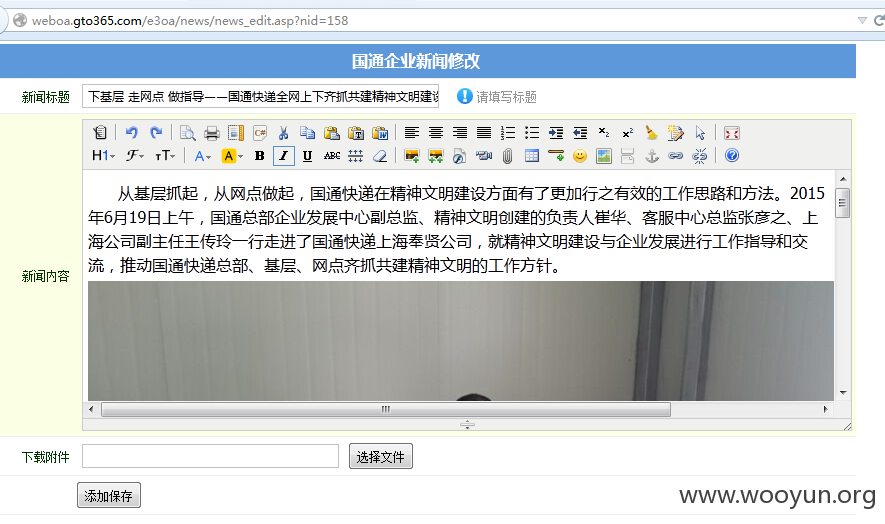 weboa.gto365.com/e3oa/news/news_edit.asp?nid=158
国通企业新闻修改
新闻标题
下基层 走网点 做指导——国通快递全网上下齐抓共建精神文明建设
请填写标题
H1 F T A A B I U ABC
新闻内容
从基层抓起，从网点做起，国通快递在精神文明建设方面有了更加行之有效的工作思路和方法。2015
年6月19日上午，国通总部企业发展中心副总监、精神文明创建的负责人崔华、客服中心总监张彦之、上
海公司副主任王传玲一行走进了国通快递上海奉贤公司，就精神文明建设与企业发展进行工作指导和交
流，推动国通快递总部、基层、网点齐抓共建精神文明的工作方针。
下载附件
选择文件
添加保存
www.wooyun.org